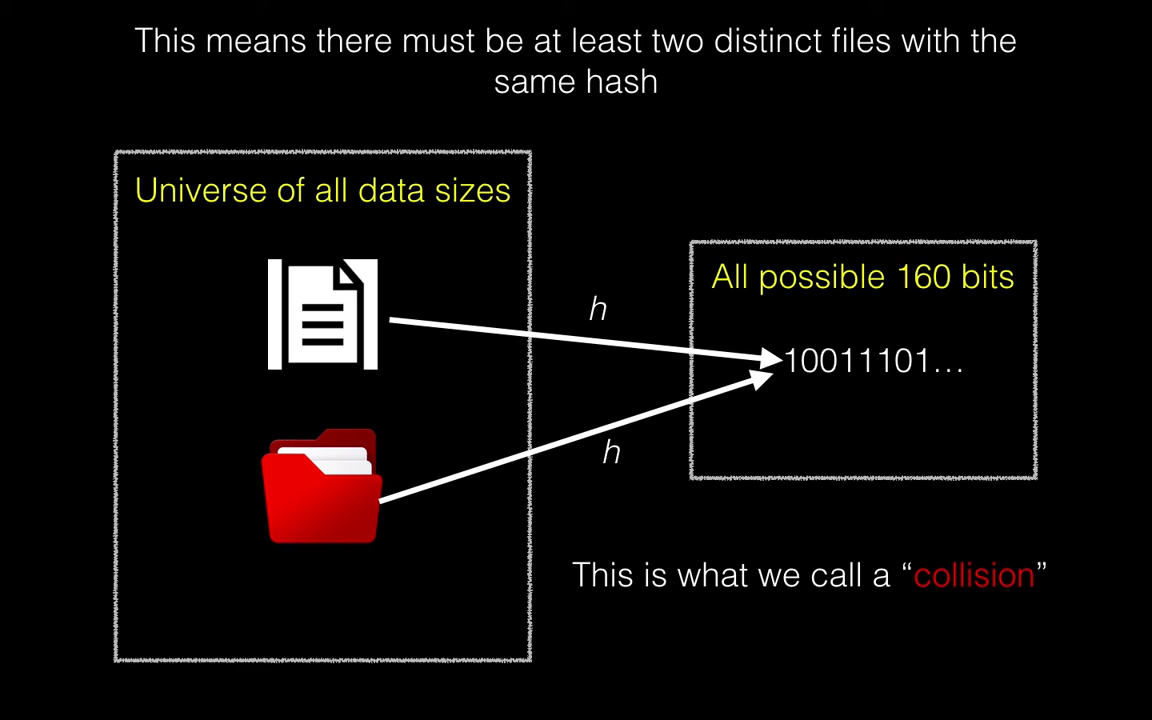 This means there must be at least two distinct files with the
same hash
Universe of all data sizes
All possible 160 bits
h
10011101...
h
This is what we call a “collision”